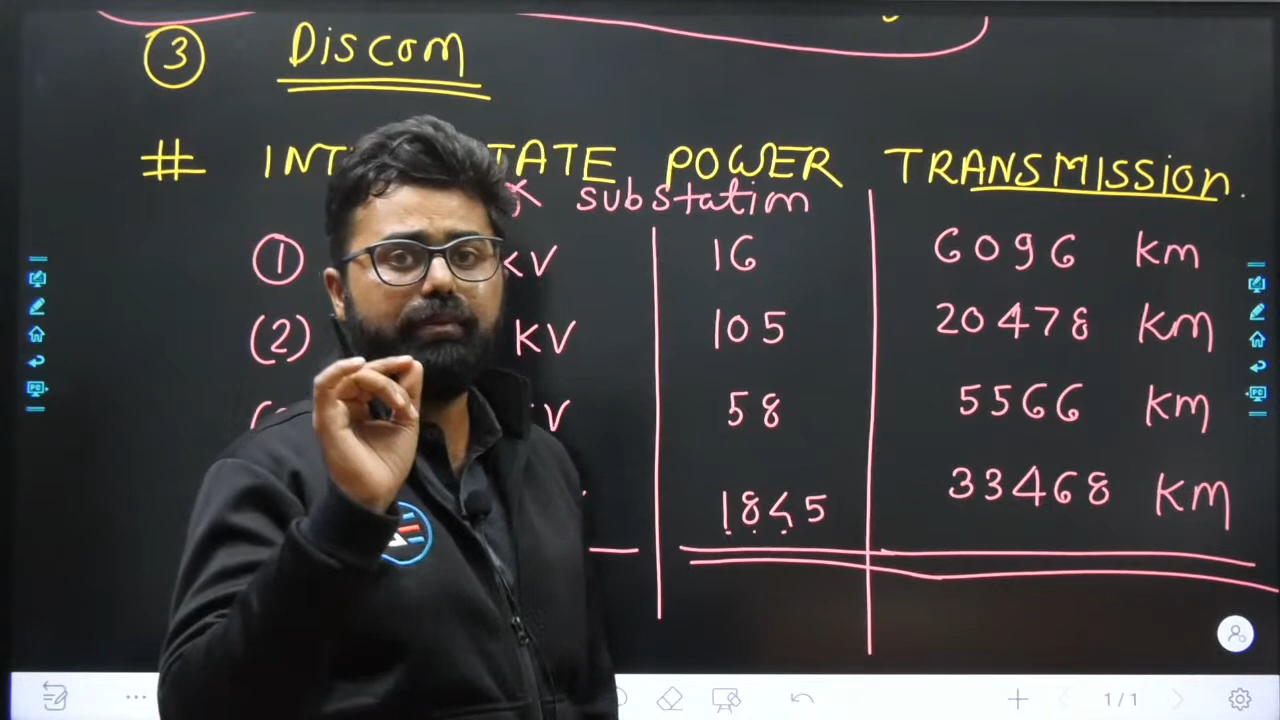 3 Discom
# INT TATE POWER TRANSMISSION.
substation
1 KV 16 6096 km
(2) KV 105 20478 km
V 58 5566 km
1845 33468 km
1/1